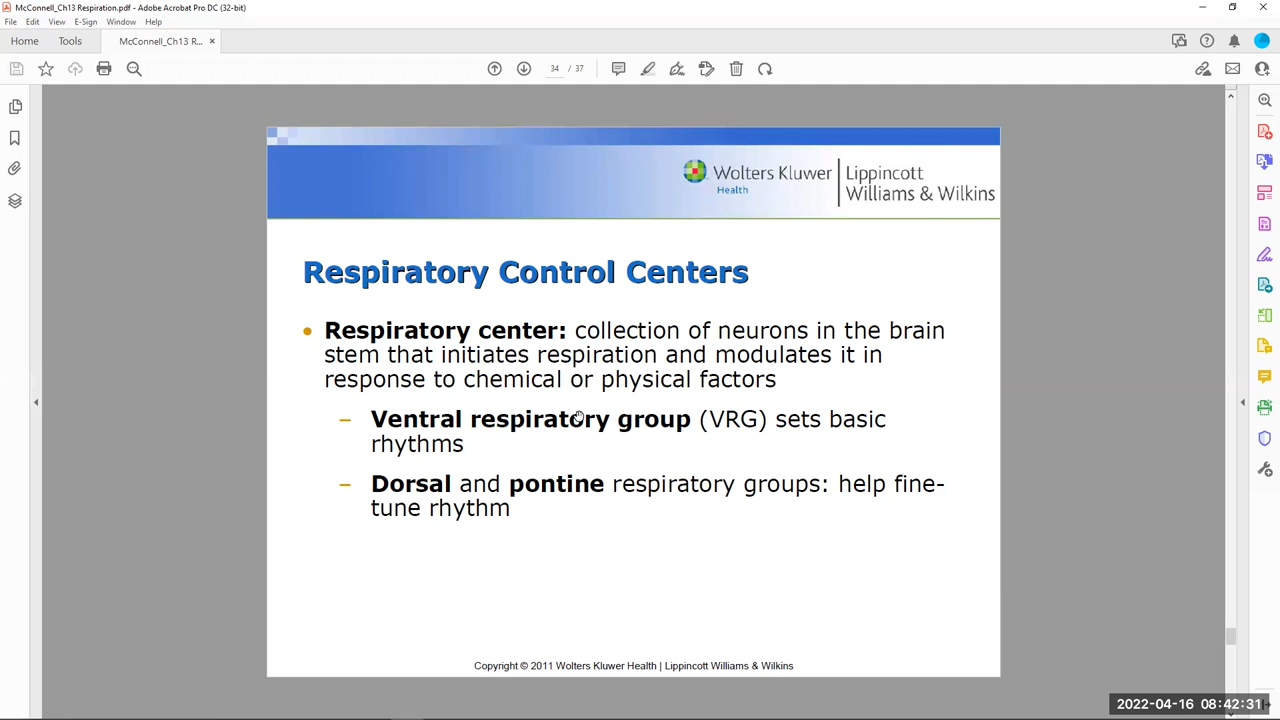 McConnell_Ch13 Respiration.pdf - Adobe Acrobat Pro DC (32-bit)
File Edit View E-Sign Window Help
Home Tools McConnell_Ch13 R... ×
34 / 37
Wolters Kluwer
Health
Lippincott
Williams & Wilkins
Respiratory Control Centers
• Respiratory center: collection of neurons in the brain
stem that initiates respiration and modulates it in
response to chemical or physical factors
– Ventral respiratory group (VRG) sets basic
rhythms
– Dorsal and pontine respiratory groups: help fine-
tune rhythm
Copyright © 2011 Wolters Kluwer Health | Lippincott Williams & Wilkins
2022-04-16 08:42:31